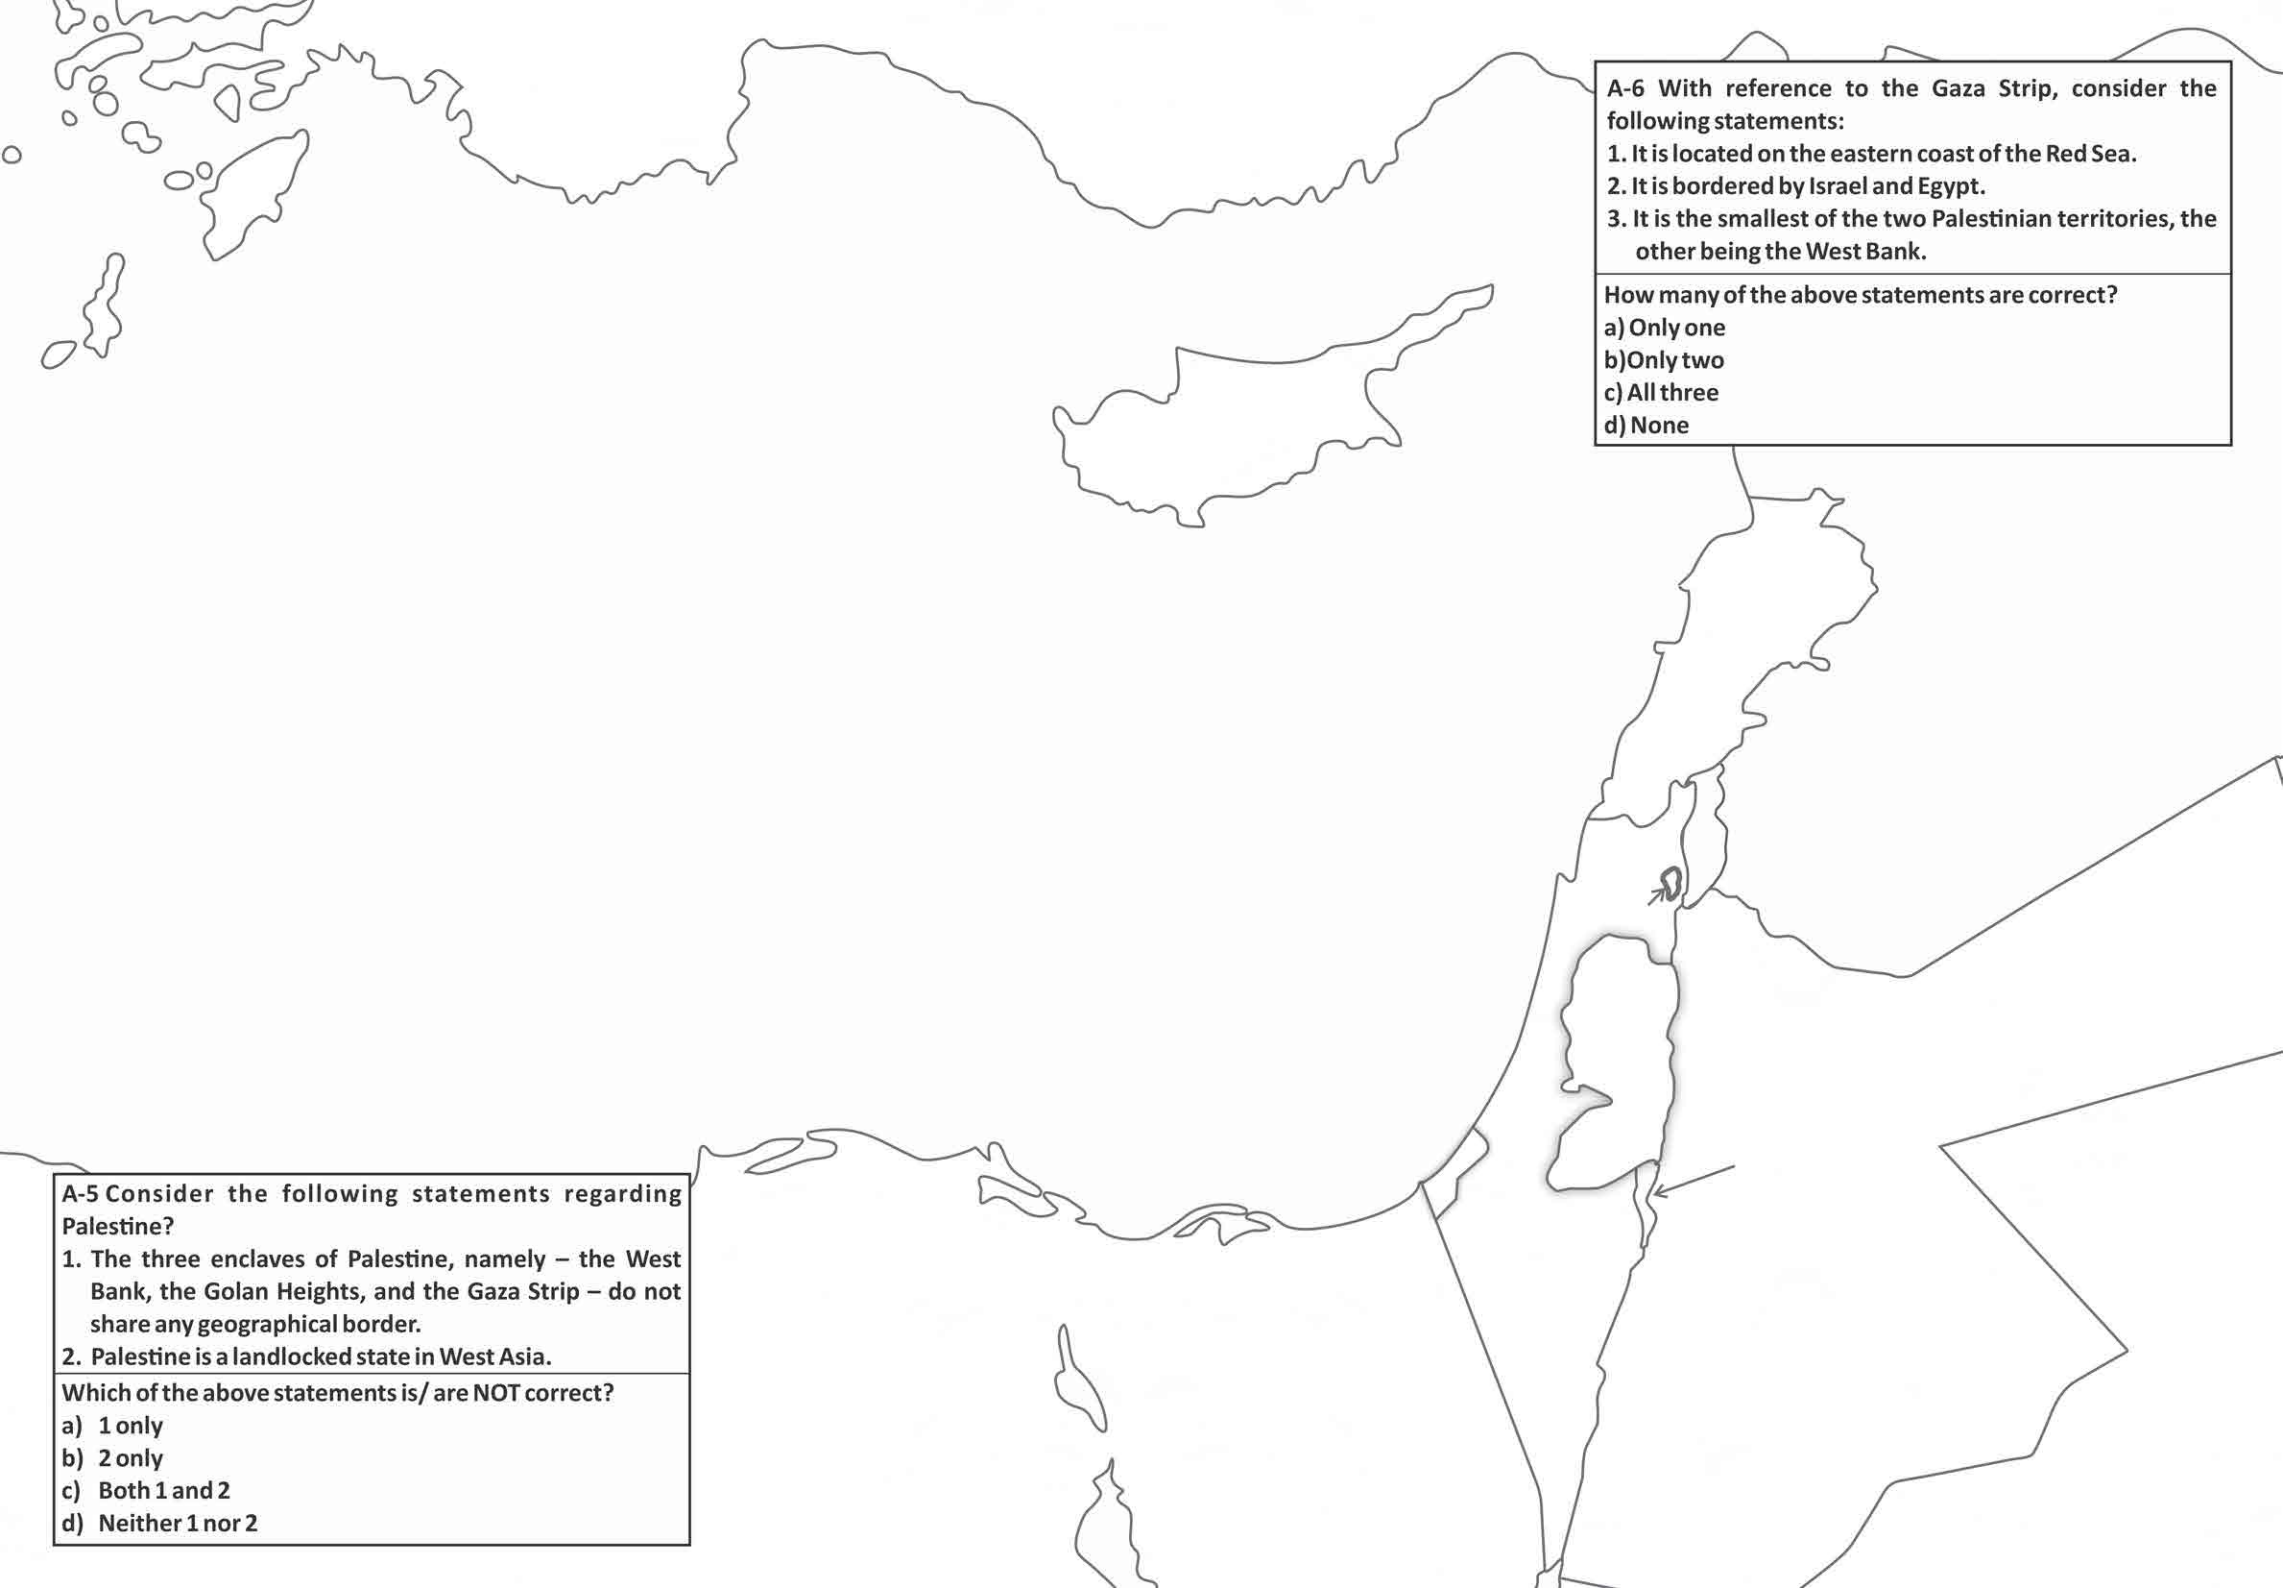 A-6 With reference to the Gaza Strip, consider the
following statements:
1. It is located on the eastern coast of the Red Sea.
2. It is bordered by Israel and Egypt.
3. It is the smallest of the two Palestinian territories, the
other being the West Bank.
How many of the above statements are correct?
a) Only one
b)Only two
c) All three
d) None
A-5 Consider the following statements regarding
Palestine?
1. The three enclaves of Palestine, namely – the West
Bank, the Golan Heights, and the Gaza Strip – do not
share any geographical border.
2. Palestine is a landlocked state in West Asia.
Which of the above statements is/ are NOT correct?
a) 1 only
b) 2 only
c) Both 1 and 2
d) Neither 1 nor 2